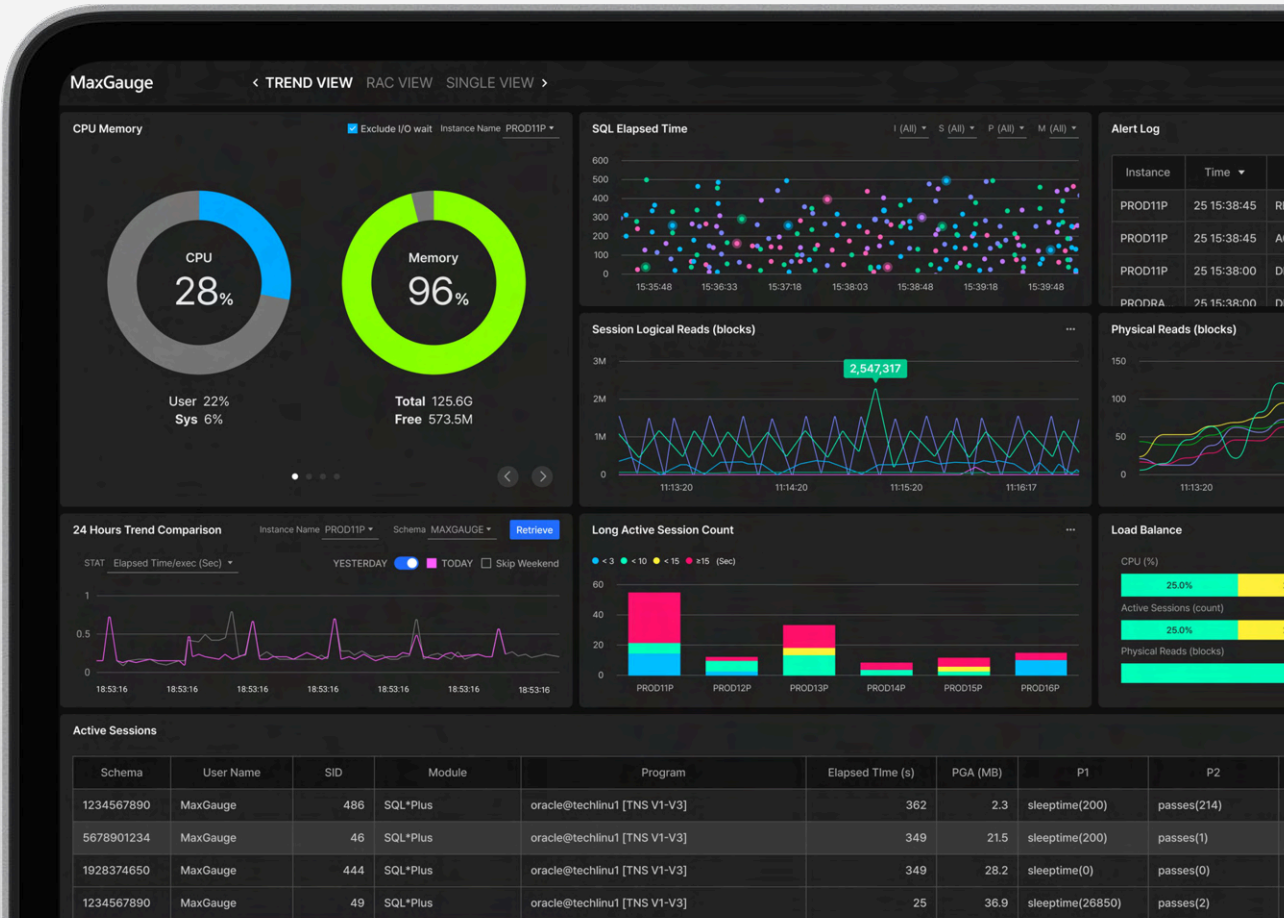 MaxGauge
< TREND VIEW RAC VIEW SINGLE VIEW >
CPU Memory
Exclude I/O wait Instance Name PROD11P
CPU
28%
User 22%
Sys 6%
Memory
96%
Total 125.6G
Free 573.5M
SQL Elapsed Time
I (All) S (All) P (All) M (All)
600
500
400
300
200
100
0
15:35:48 15:36:33 15:37:18 15:38:03 15:38:48 15:39:18 15:39:48
Alert Log
Instance Time
PROD11P 25 15:38:45
PROD11P 25 15:38:45
PROD11P 25 15:38:00
PRODRA 25 15:38:00
Session Logical Reads (blocks)
3M
2M
1M
0
2,547,317
11:13:20 11:14:20 11:15:20 11:16:17
Physical Reads (blocks)
150
100
50
0
11:13:20
24 Hours Trend Comparison
Instance Name PROD11P Schema MAXGAUGE Retrieve
STAT Elapsed Time/exec (Sec) YESTERDAY TODAY Skip Weekend
1
0.5
0
18:53:16 18:53:16 18:53:16 18:53:16 18:53:16 18:53:16 18:53:16
Long Active Session Count
< 3 < 10 < 15 ≥15 (Sec)
60
40
20
0
PROD11P PROD12P PROD13P PROD14P PROD15P PROD16P
Load Balance
CPU (%)
25.0%
Active Sessions (count)
25.0%
Physical Reads (blocks)
Active Sessions
Schema User Name SID Module Program Elapsed TIme (s) PGA (MB) P1 P2
1234567890 MaxGauge 486 SQL*Plus oracle@techlinu1 [TNS V1-V3] 362 2.3 sleeptime(200) passes(214)
5678901234 MaxGauge 46 SQL*Plus oracle@techlinu1 [TNS V1-V3] 349 21.5 sleeptime(200) passes(1)
1928374650 MaxGauge 444 SQL*Plus oracle@techlinu1 [TNS V1-V3] 349 28.2 sleeptime(0) passes(0)
1234567890 MaxGauge 49 SQL*Plus oracle@techlinu1 [TNS V1-V3] 25 36.9 sleeptime(26850) passes(2)